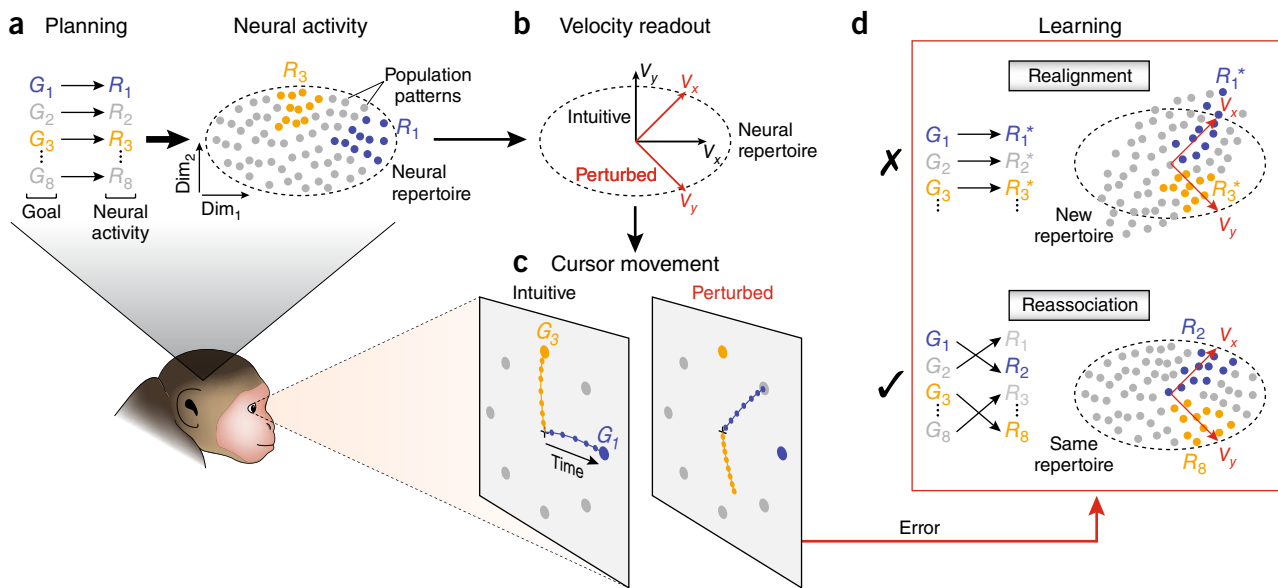 a Planning
Neural activity
G1 → R1
G2 → R2
G3 → R3
G8 → R8
Goal
Neural
activity
R3
Population
patterns
R1
Neural
repertoire
Dim2
Dim1
b Velocity readout
Vy
Vx
Intuitive
Vx
Neural
repertoire
Perturbed
Vy
c Cursor movement
Intuitive
G3
G1
Time
Perturbed
Error
d Learning
Realignment
✗
G1 → R1*
G2 → R2*
G3 → R3*
R1*
Vx
R3*
Vy
New
repertoire
Reassociation
✓
G1 R1
G2 R2
G3 R3
G8 R8
R2
Vx
Same
repertoire
R8
Vy